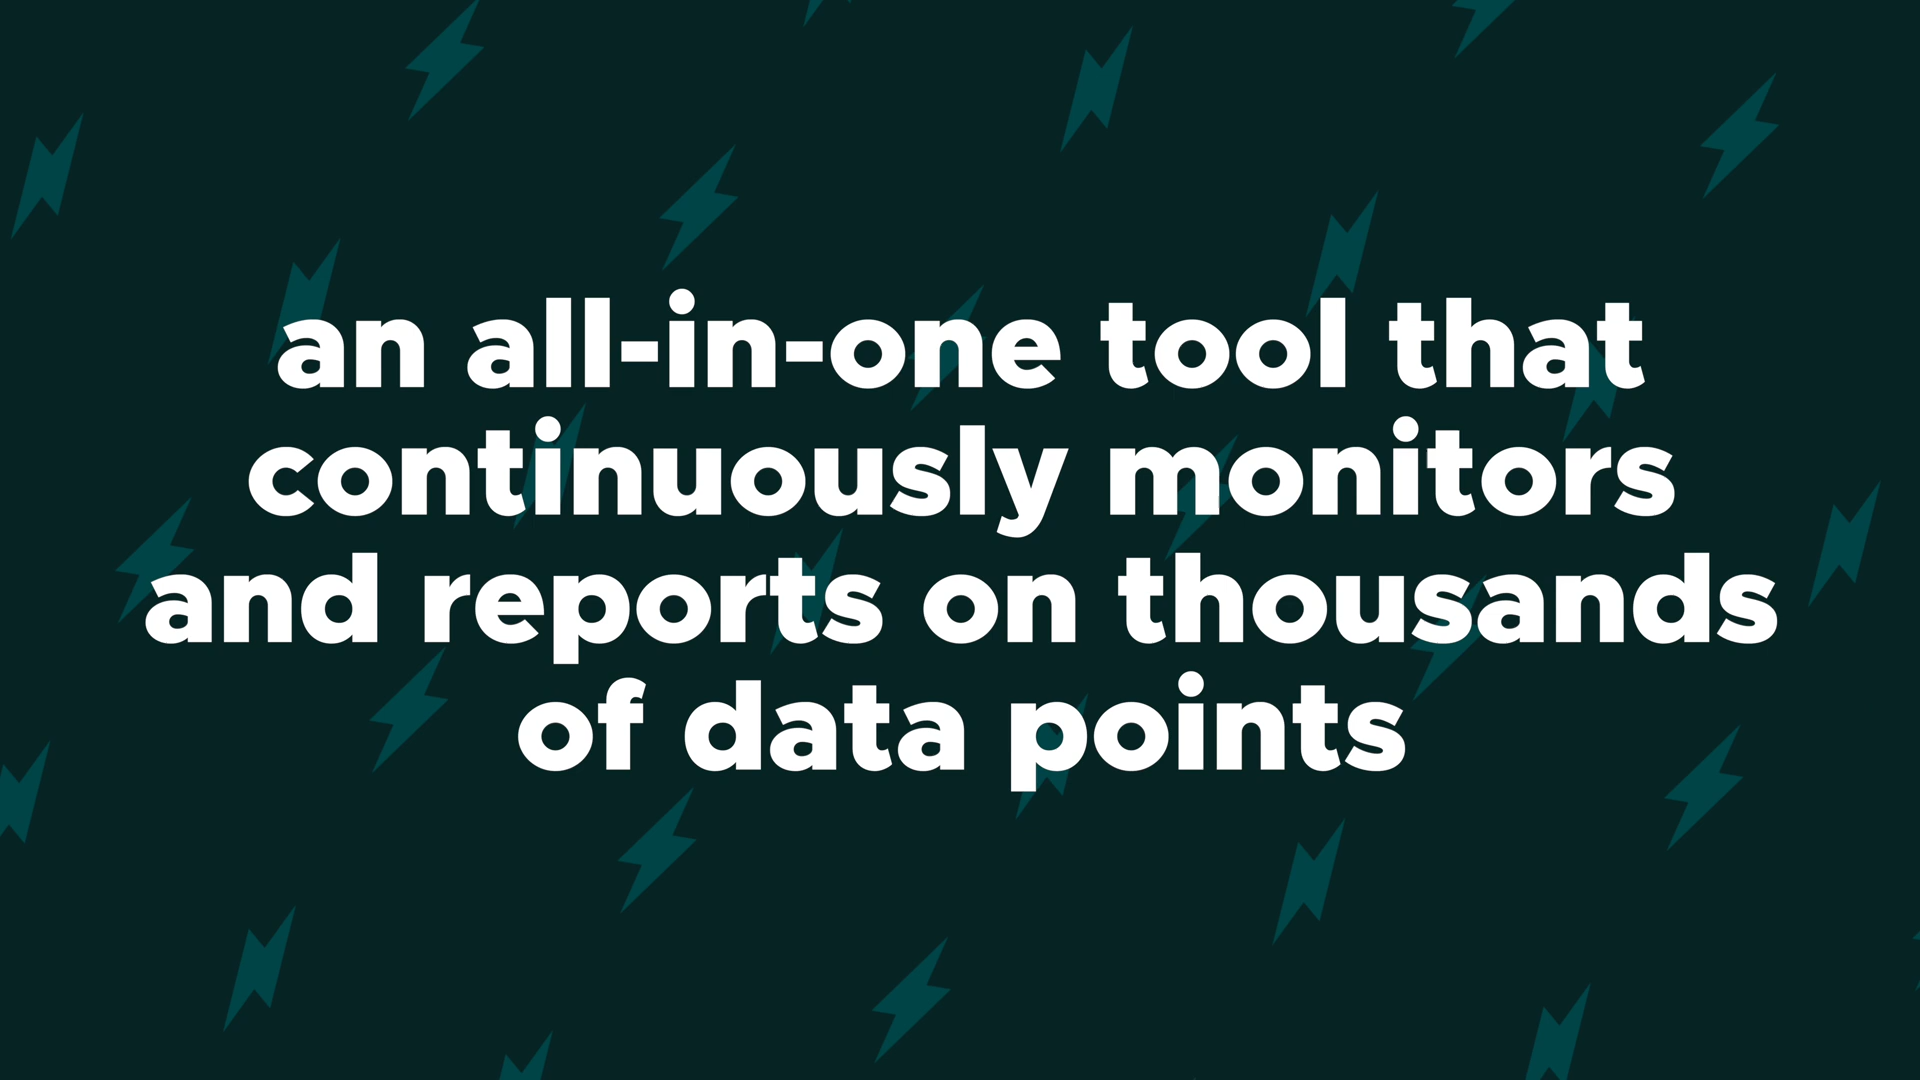 an all-in-one tool that
continuously monitors
and reports on thousands
of data points